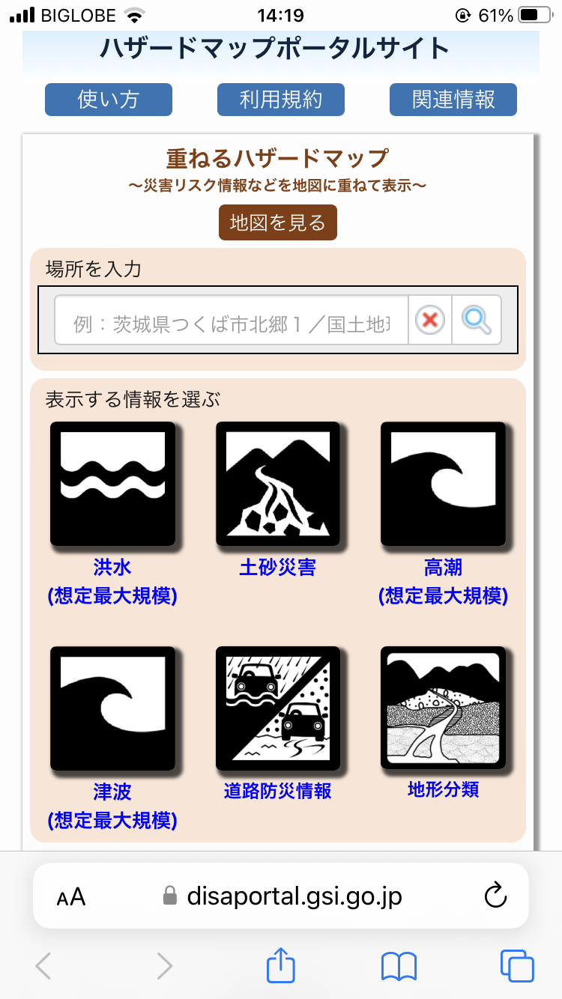 BIGLOBE 14:19 61%
ハザードマップポータルサイト
使い方 利用規約 関連情報
重ねるハザードマップ
～災害リスク情報などを地図に重ねて表示～
地図を見る
場所を入力
例：茨城県つくば市北郷１／国土地
表示する情報を選ぶ
洪水
(想定最大規模)
土砂災害
高潮
(想定最大規模)
津波
(想定最大規模)
道路防災情報
地形分類
AA disaportal.gsi.go.jp